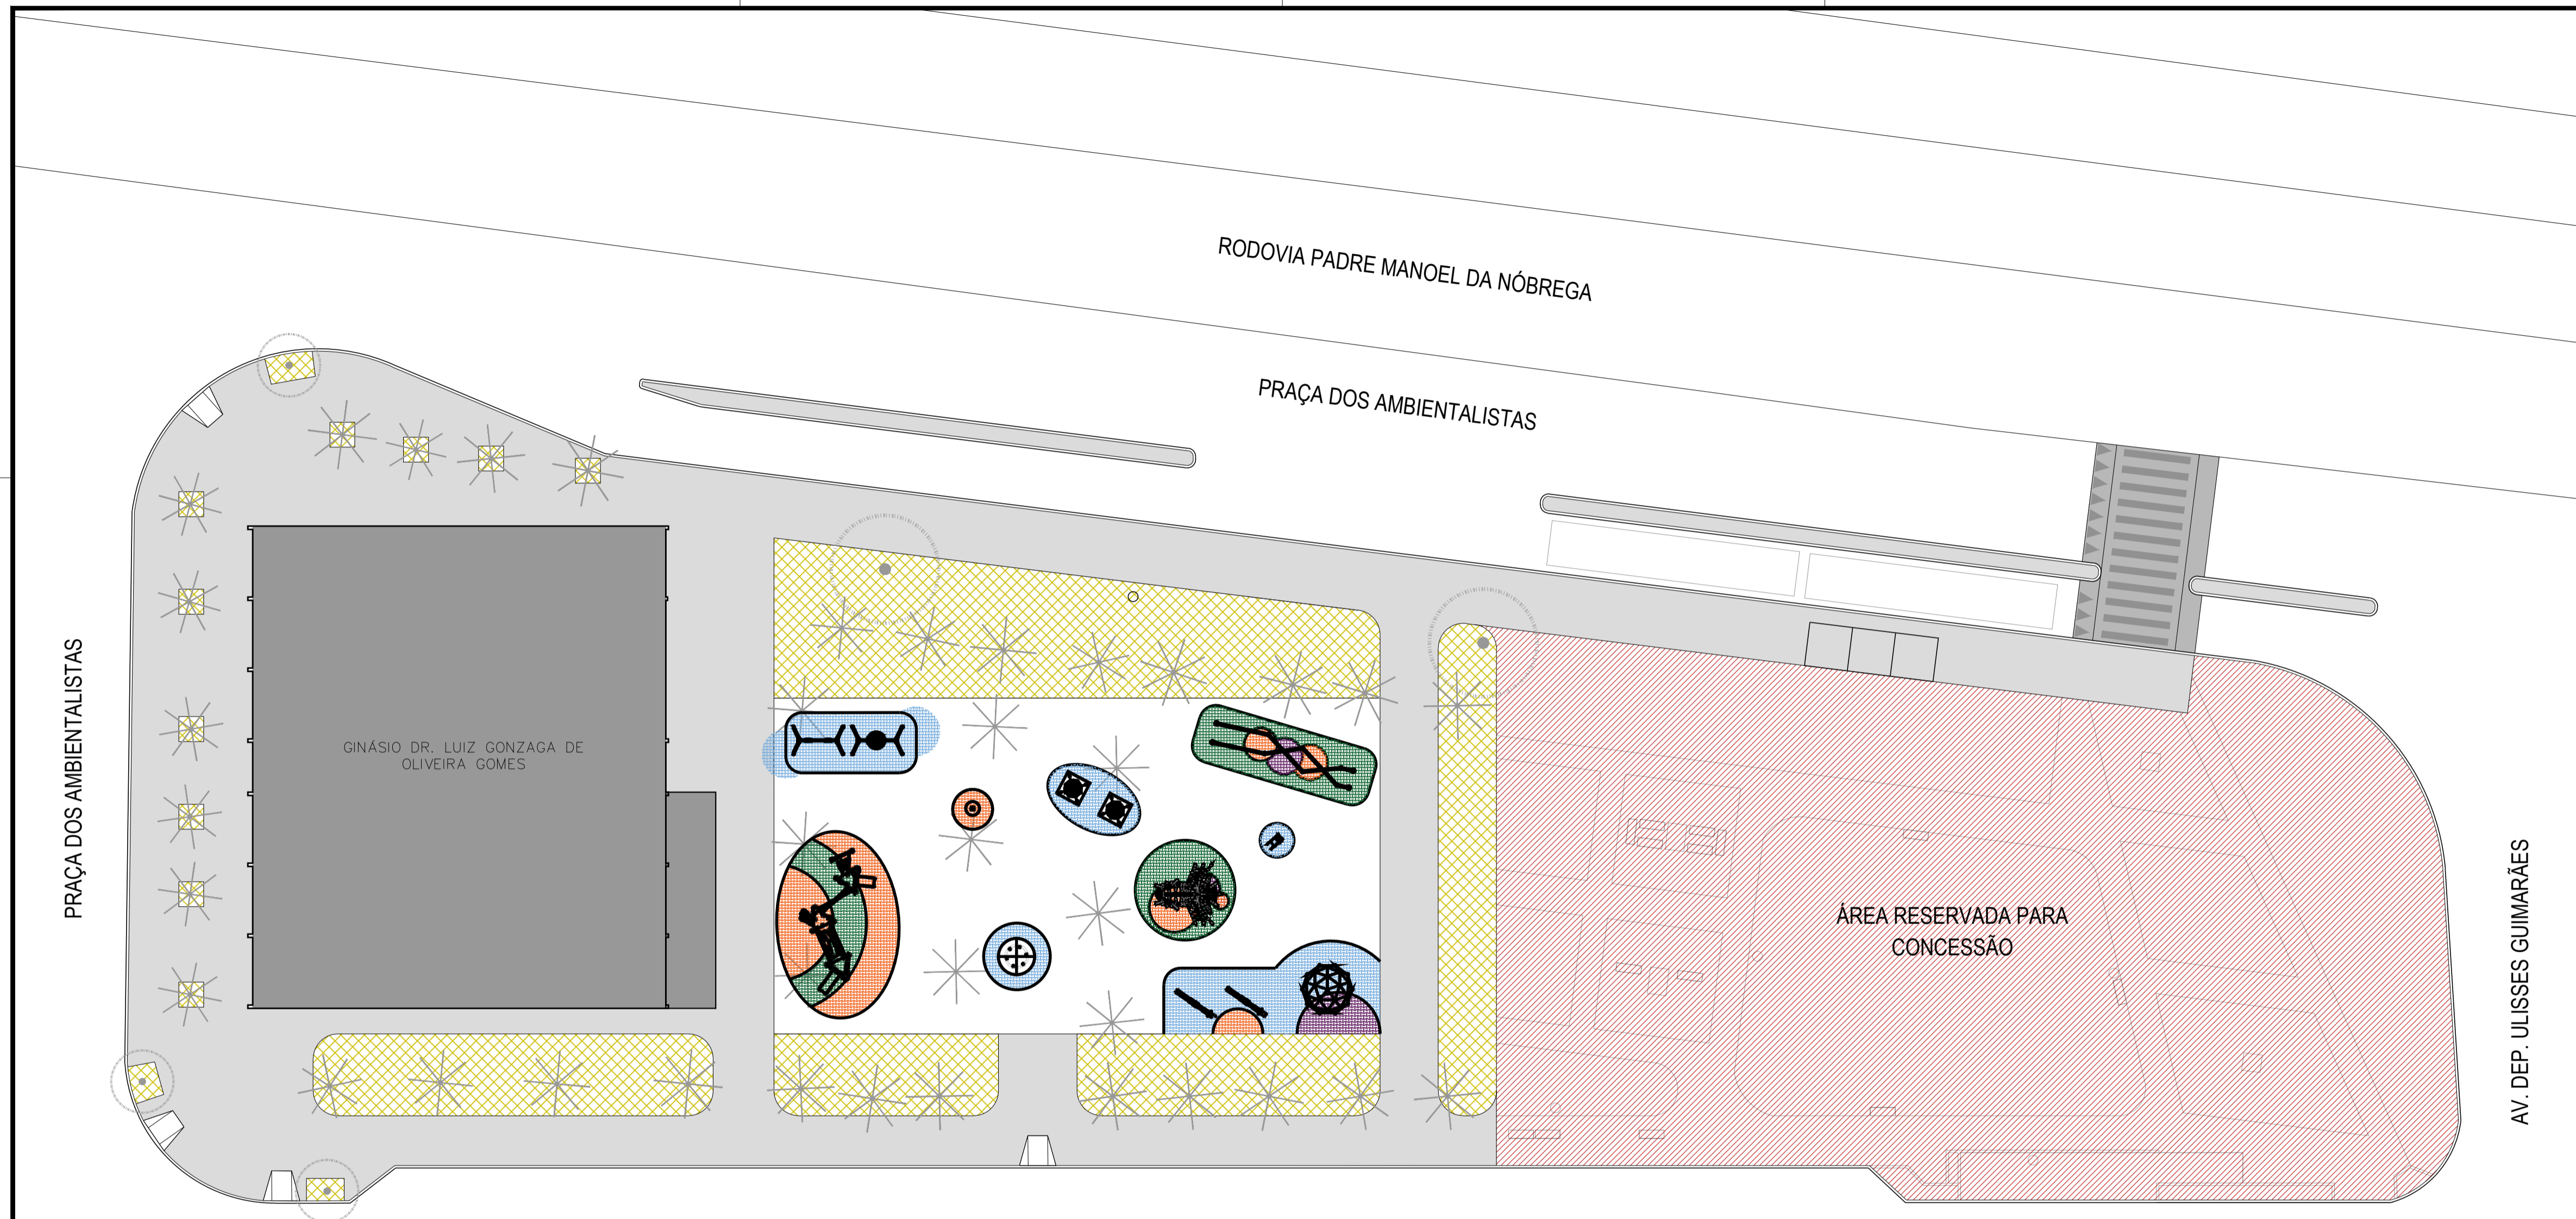 RODOVIA PADRE MANOEL DA NÓBREGA
PRAÇA DOS AMBIENTALISTAS
PRAÇA DOS AMBIENTALISTAS
GINÁSIO DR. LUIZ GONZAGA DE
OLIVEIRA GOMES
ÁREA RESERVADA PARA
CONCESSÃO
AV. DEP. ULISSES GUIMARÃES